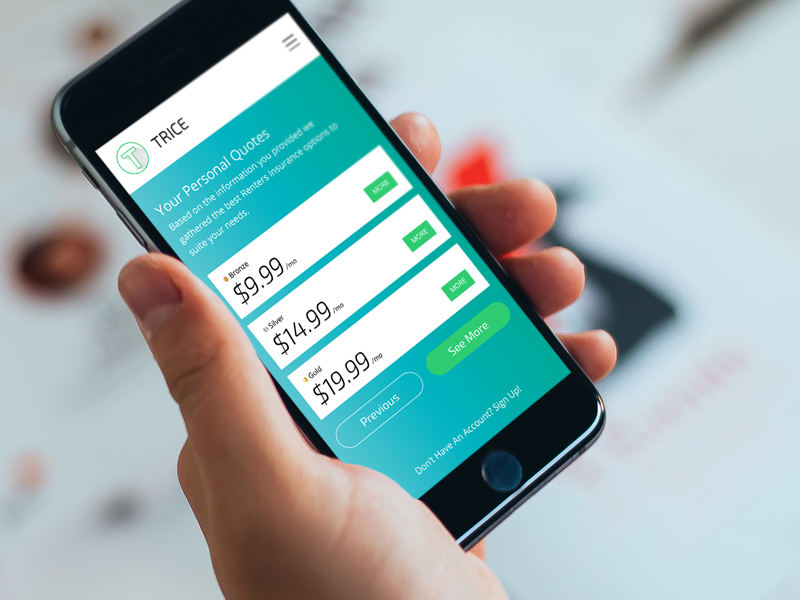 TRICE
Your Personal Quotes
Based on the information you provided we
gathered the best Renters Insurance options to
suite your needs.
Bronze
$9.99 /mo
MORE
Silver
$14.99 /mo
MORE
Gold
$19.99 /mo
MORE
Previous
See More
Don't Have An Account? Sign Up!